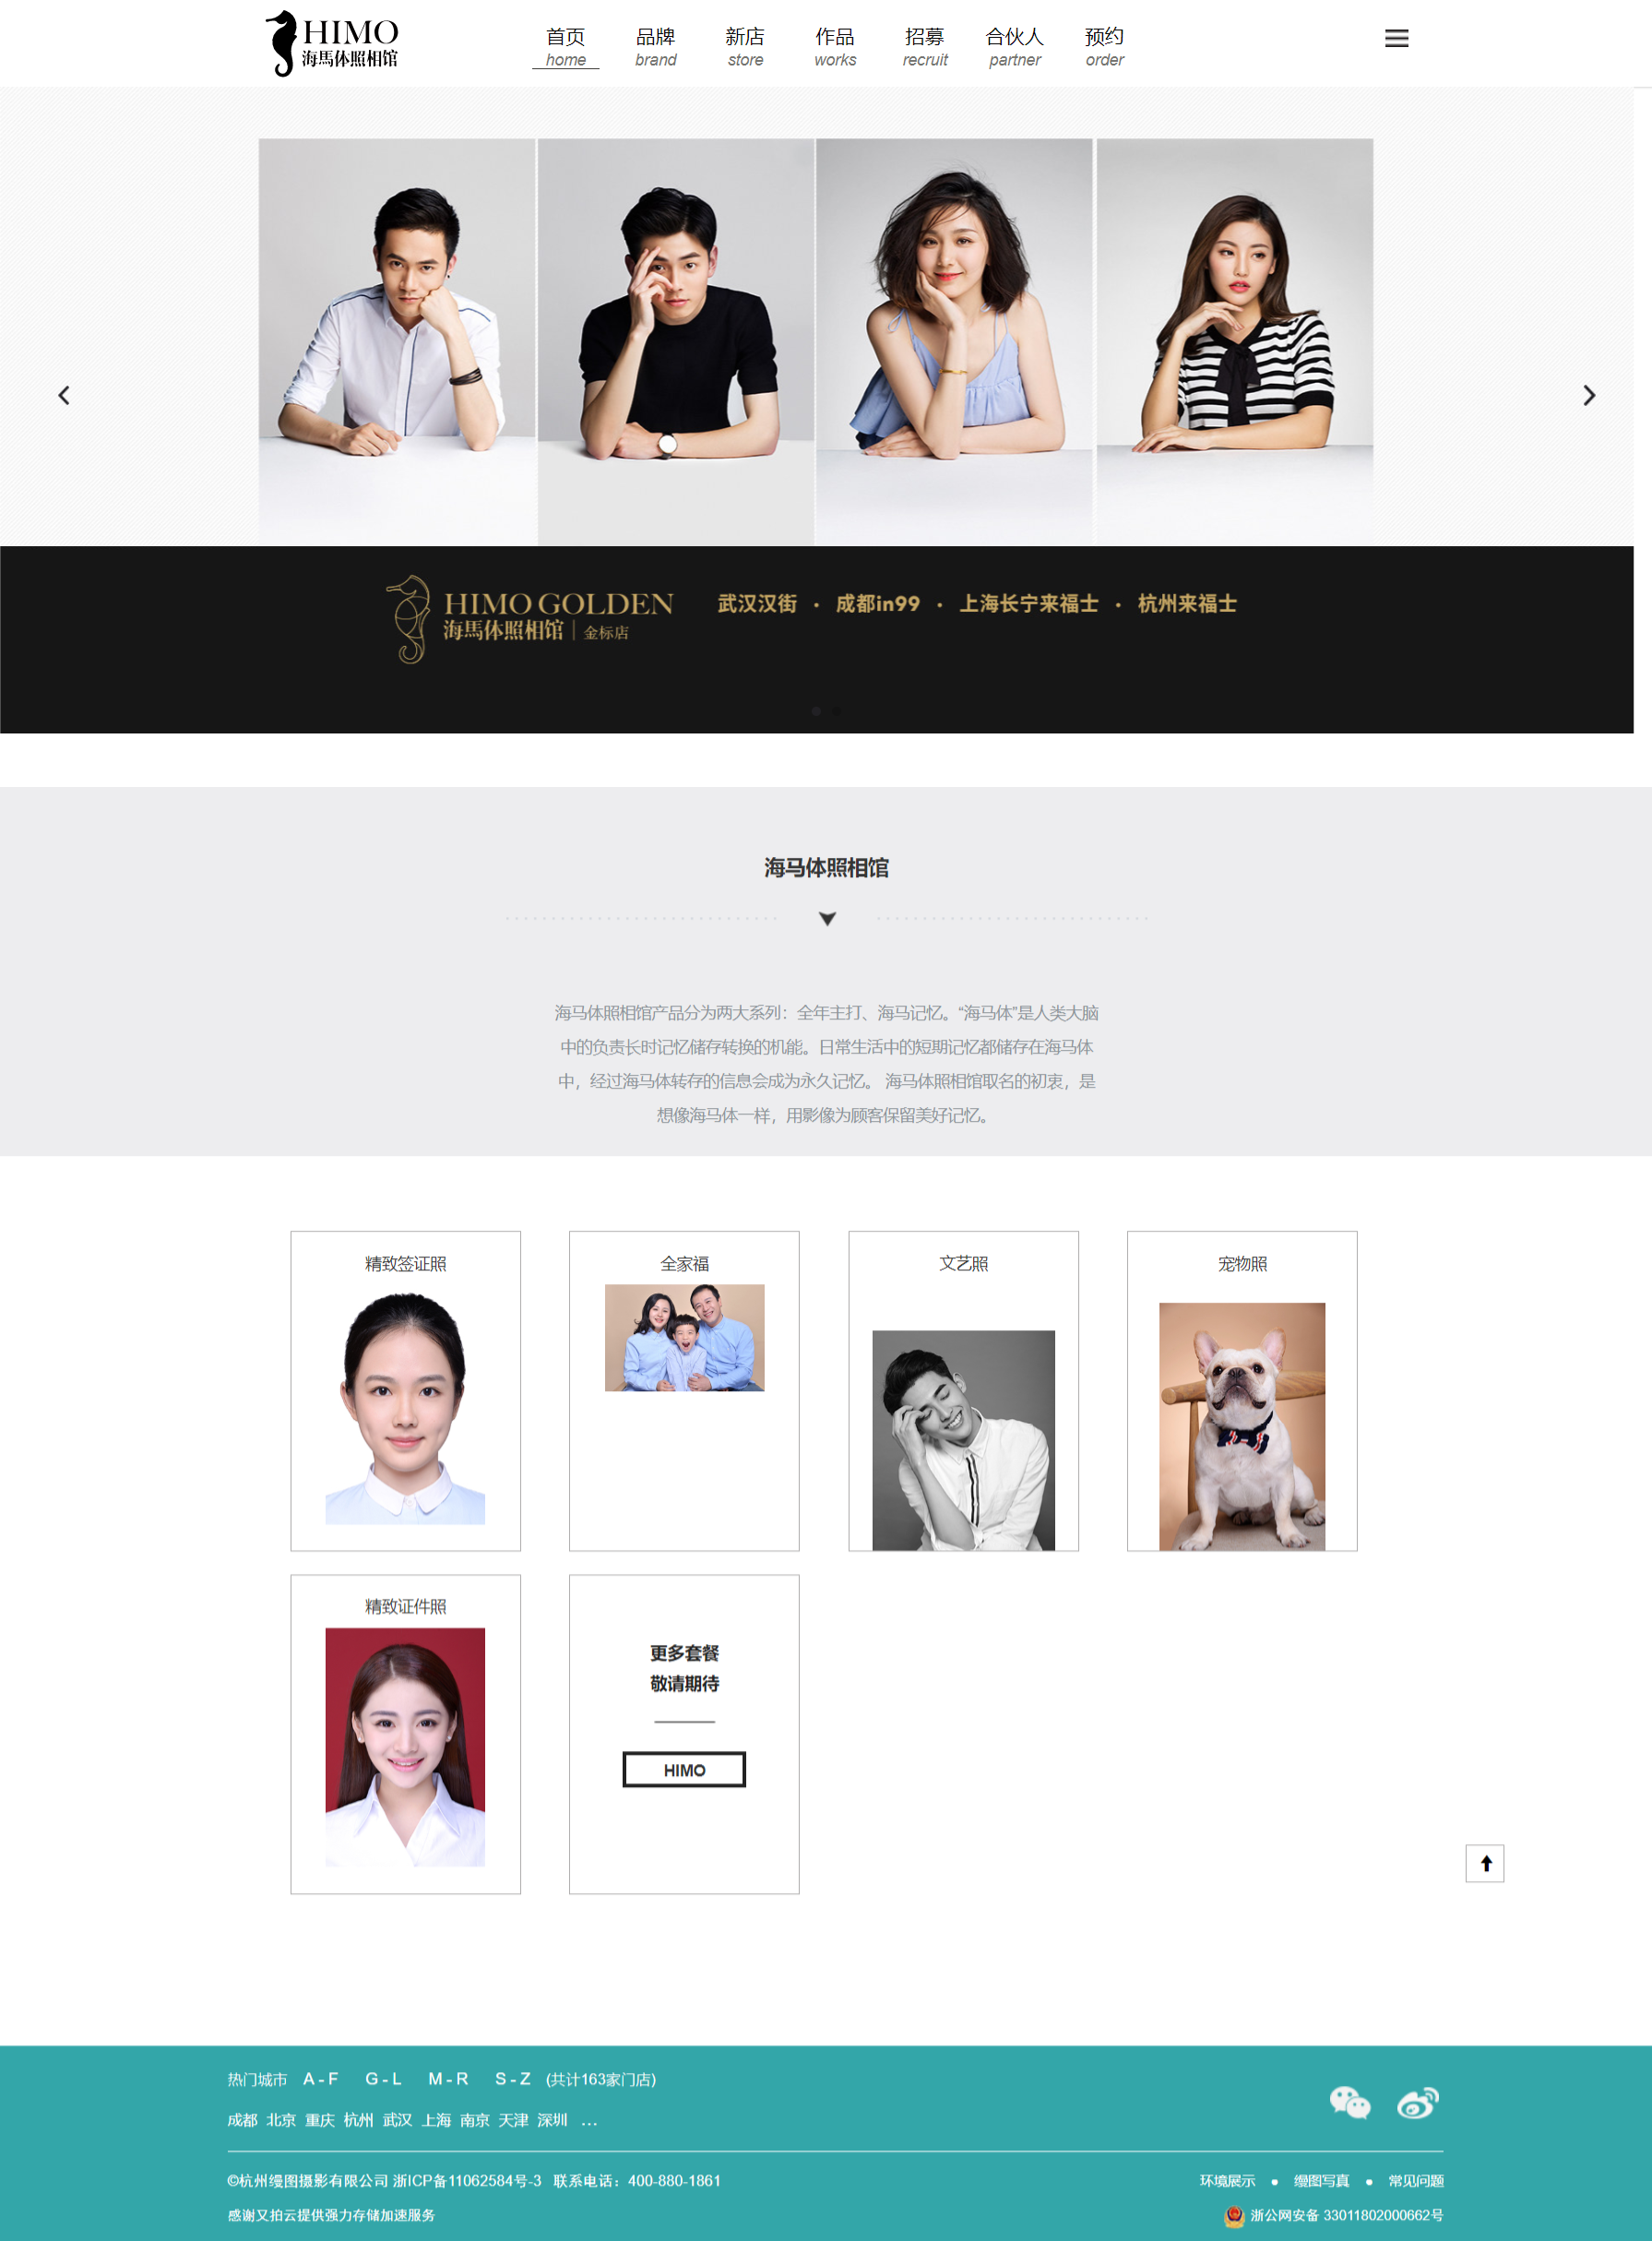 HIMO
海馬体照相馆
首页 品牌 新店 作品 招募 合伙人 预约
home brand store works recruit partner order
HIMO GOLDEN
海馬体照相馆 | 金标店
武汉汉街 · 成都in99 · 上海长宁来福士 · 杭州来福士
海马体照相馆
海马体照相馆产品分为两大系列：全年主打、海马记忆。“海马体”是人类大脑
中的负责长时记忆储存转换的机能。日常生活中的短期记忆都储存在海马体
中，经过海马体转存的信息会成为永久记忆。 海马体照相馆取名的初衷，是
想像海马体一样，用影像为顾客保留美好记忆。
精致签证照
全家福
文艺照
宠物照
精致证件照
更多套餐
敬请期待
HIMO
热门城市 A - F G - L M - R S - Z (共计163家门店)
成都 北京 重庆 杭州 武汉 上海 南京 天津 深圳 …
©杭州缦图摄影有限公司 浙ICP备11062584号-3 联系电话：400-880-1861
环境展示 ● 缦图写真 ● 常见问题
感谢又拍云提供强力存储加速服务
浙公网安备 33011802000662号